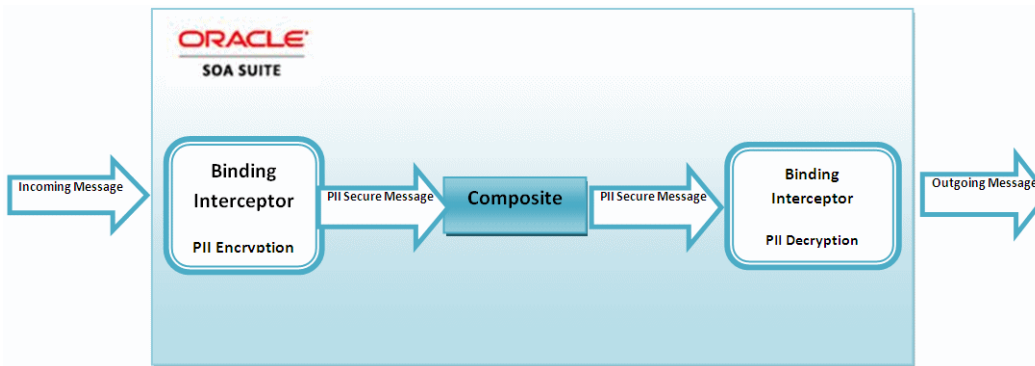 ORACLE
SOA SUITE
Incoming Message
Binding
Interceptor
PII Encryption
PII Secure Message
Composite
PII Secure Message
Binding
Interceptor
PII Decryption
Outgoing Message